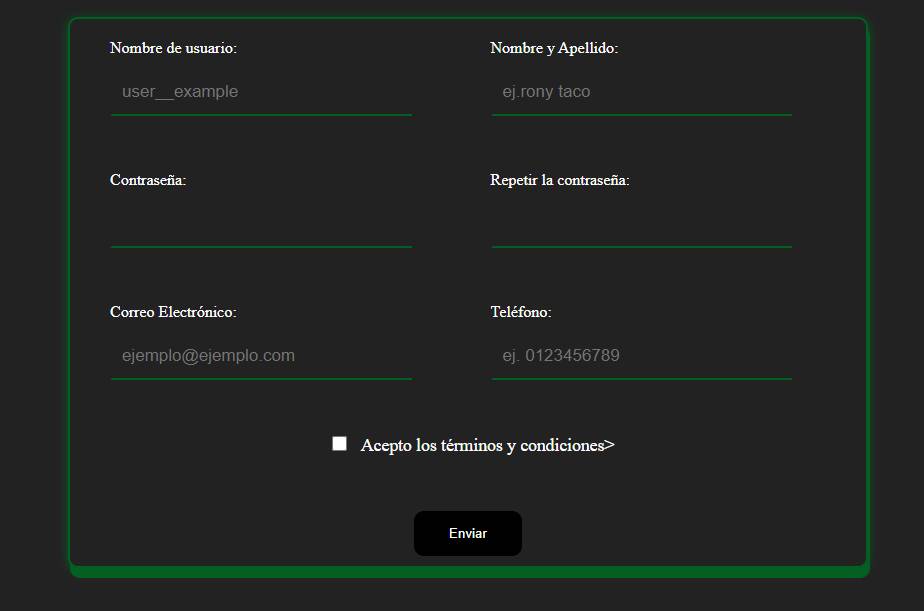 Nombre de usuario:
Nombre y Apellido:
user__example
ej.rony taco
Contraseña:
Repetir la contraseña:
Correo Electrónico:
Teléfono:
ejemplo@ejemplo.com
ej. 0123456789
Acepto los términos y condiciones>
Enviar